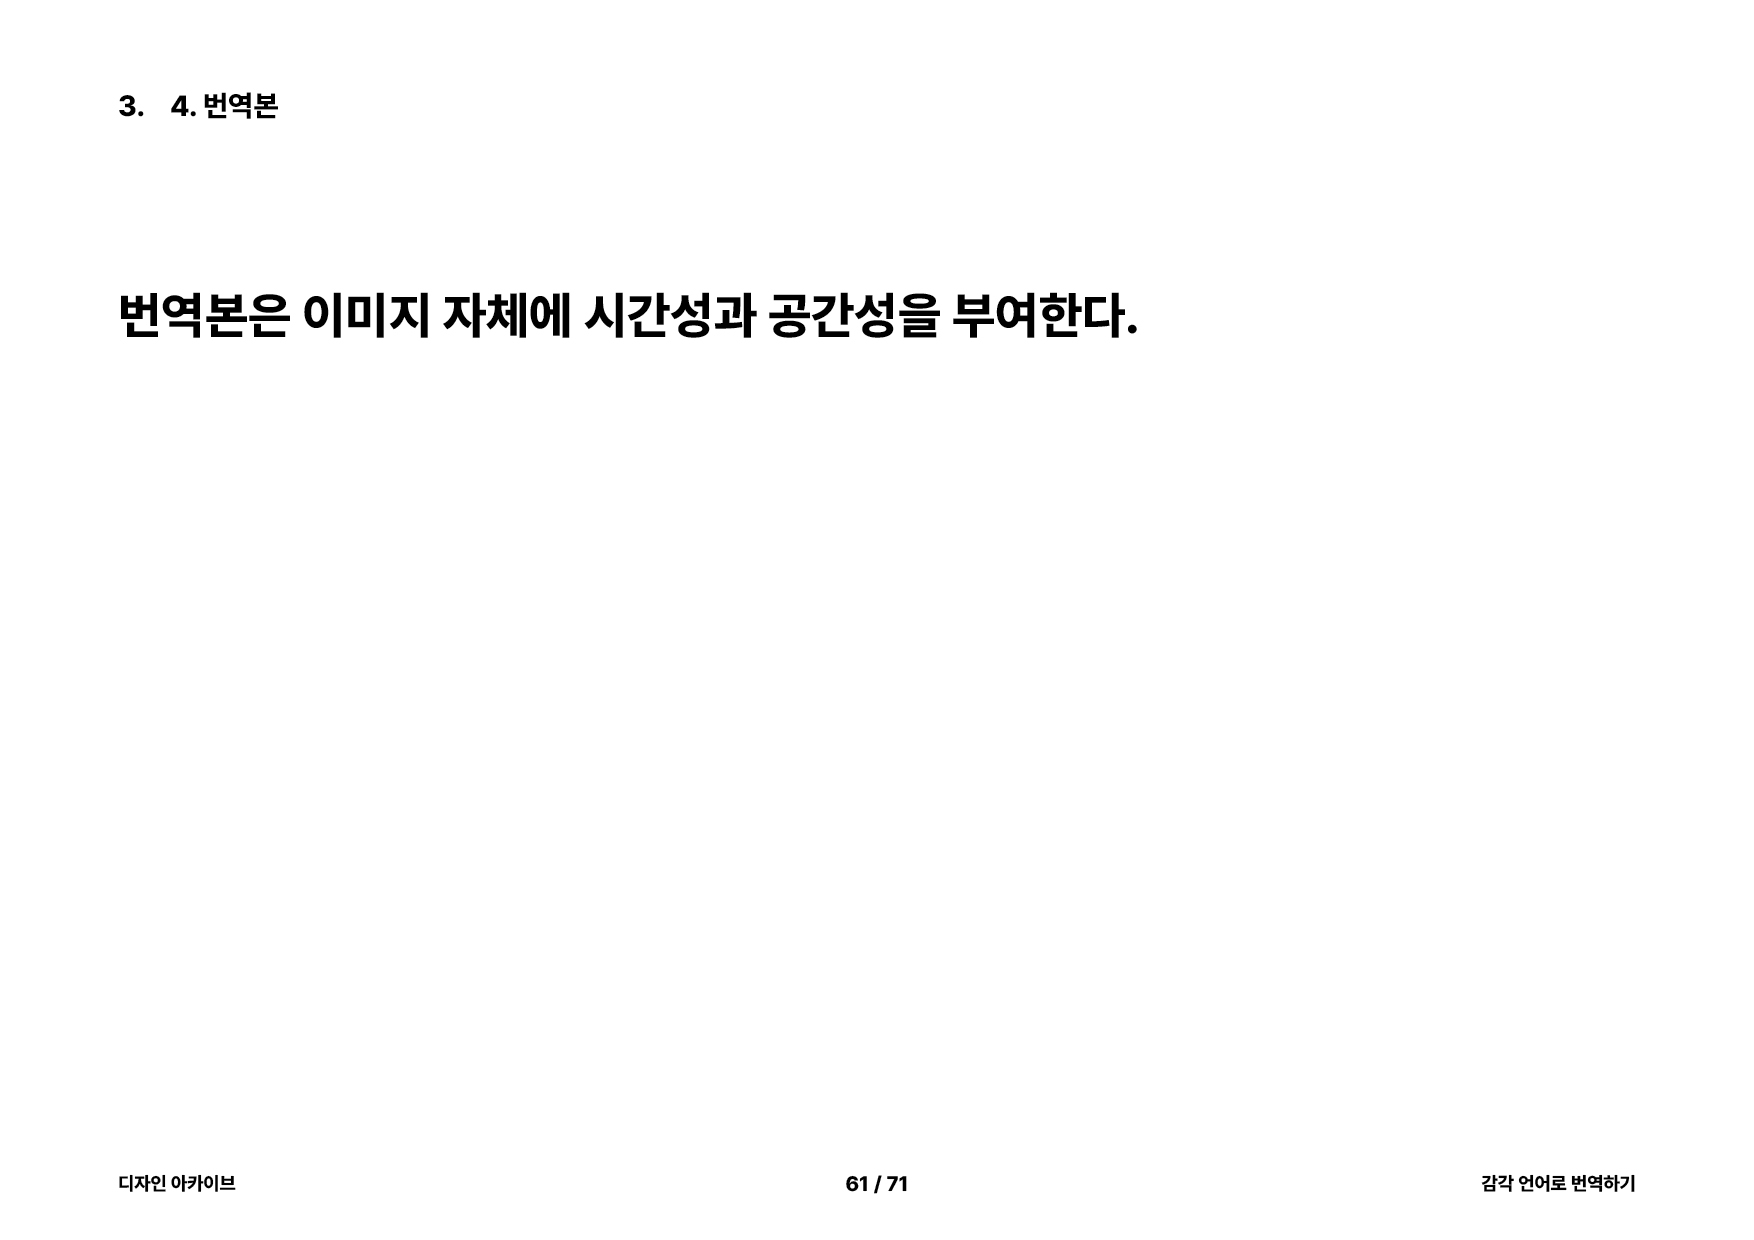 3. 4. 번역본
번역본은 이미지 자체에 시간성과 공간성을 부여한다.
디자인 아카이브
61 / 71
감각 언어로 번역하기